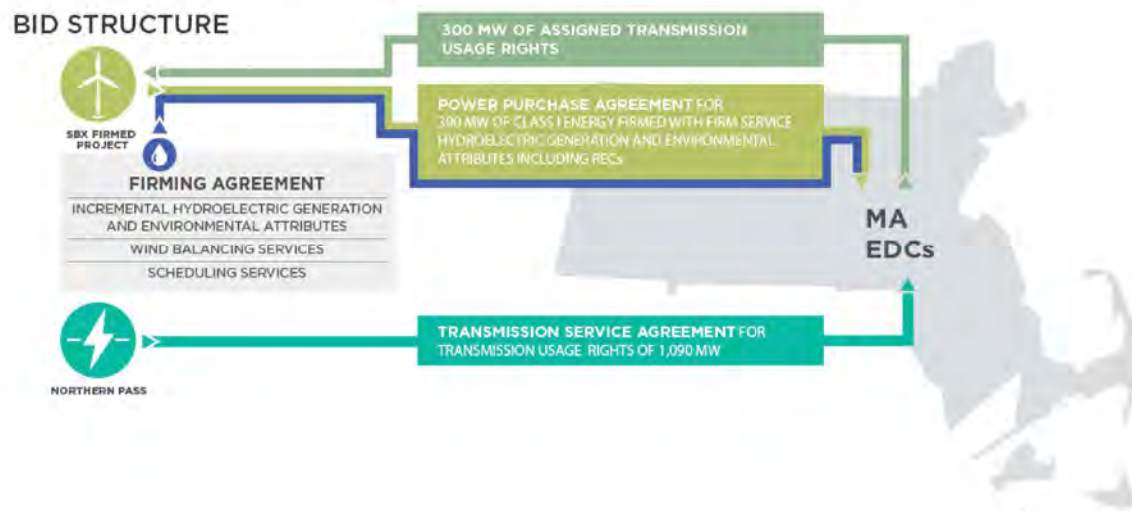 BID STRUCTURE
300 MW OF ASSIGNED TRANSMISSION
USAGE RIGHTS
SBX FIRMED
PROJECT
POWER PURCHASE AGREEMENT FOR
300 MW OF CLASS I ENERGY FIRMED WITH FIRM SERVICE
HYDROELECTRIC GENERATION AND ENVIRONMENTAL
ATTRIBUTES INCLUDING RECs
FIRMING AGREEMENT
INCREMENTAL HYDROELECTRIC GENERATION
AND ENVIRONMENTAL ATTRIBUTES
WIND BALANCING SERVICES
SCHEDULING SERVICES
MA
EDCs
TRANSMISSION SERVICE AGREEMENT FOR
TRANSMISSION USAGE RIGHTS OF 1,090 MW
NORTHERN PASS